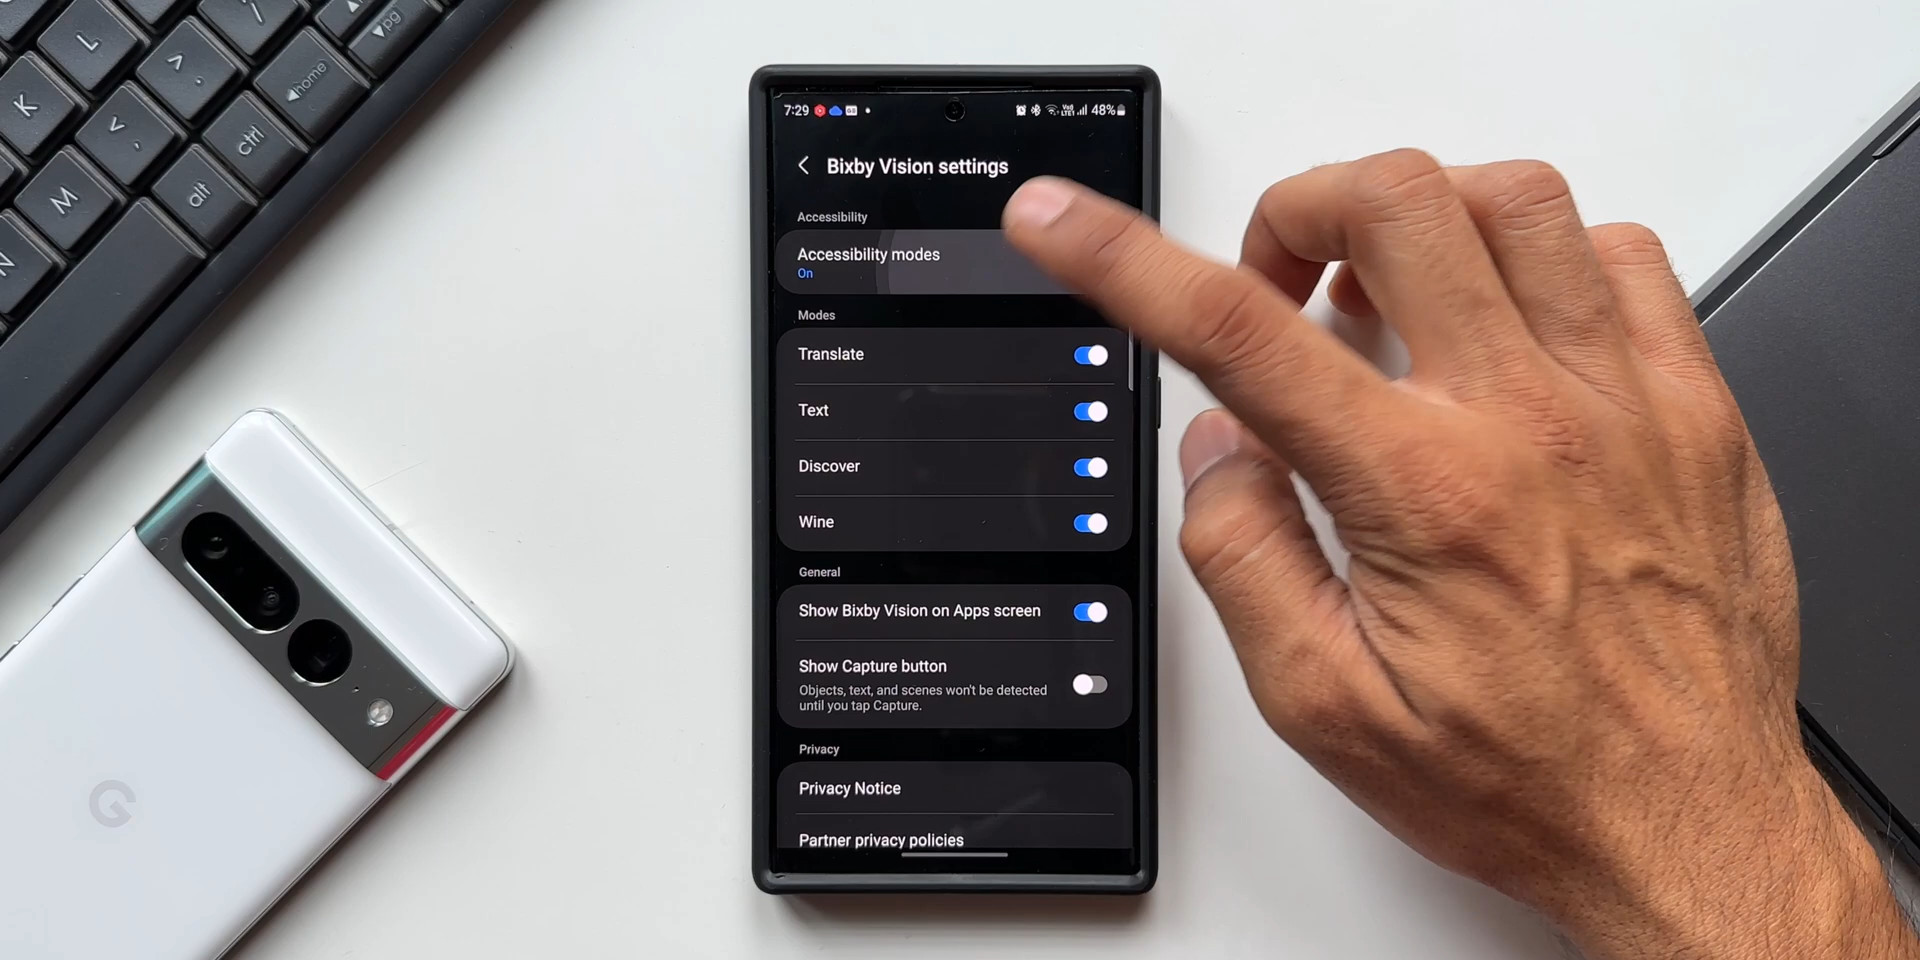 L
K
M
N
home
pg
ctrl
alt
7:29
48%
Bixby Vision settings
Accessibility
Accessibility modes
On
Modes
Translate
Text
Discover
Wine
General
Show Bixby Vision on Apps screen
Show Capture button
Objects, text, and scenes won't be detected
until you tap Capture.
Privacy
Privacy Notice
Partner privacy policies
G